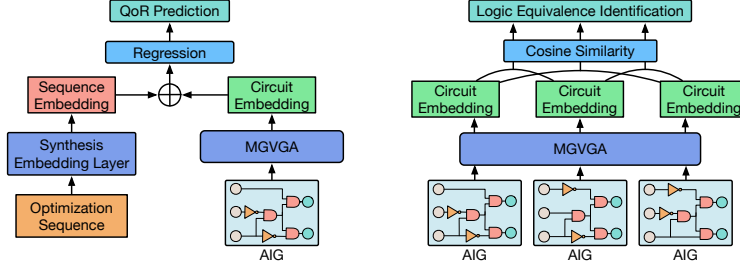 QoR Prediction
Regression
Sequence
Embedding
Circuit
Embedding
Synthesis
Embedding Layer
MGVGA
Optimization
Sequence
AIG
Logic Equivalence Identification
Cosine Similarity
Circuit
Embedding
Circuit
Embedding
Circuit
Embedding
MGVGA
AIG
AIG
AIG